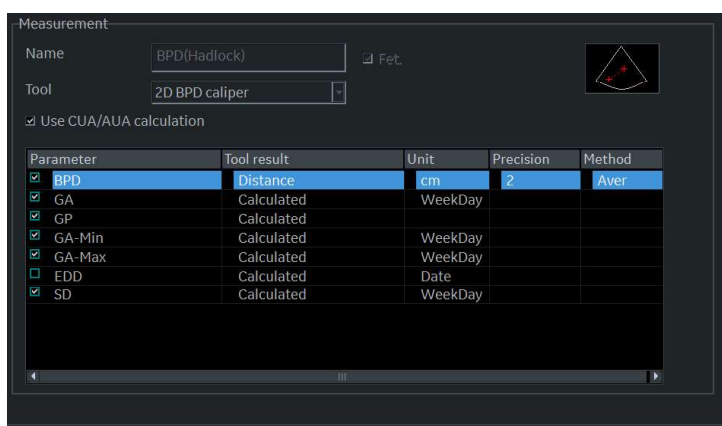 Measurement
Name BPD(Hadlock) Fet.
Tool 2D BPD caliper
Use CUA/AUA calculation
Parameter Tool result Unit Precision Method
BPD Distance cm 2 Aver
GA Calculated WeekDay
GP Calculated
GA-Min Calculated WeekDay
GA-Max Calculated WeekDay
EDD Calculated Date
SD Calculated WeekDay